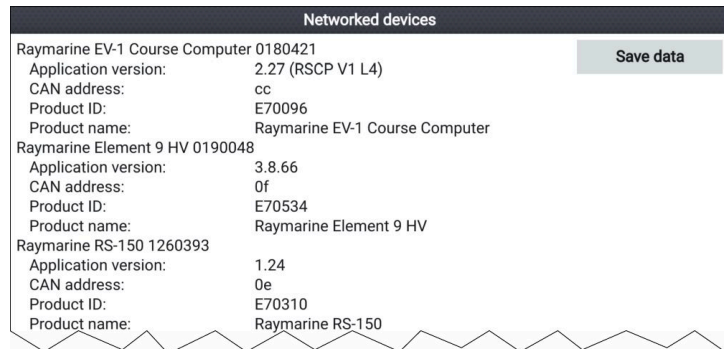 Networked devices
Save data
Raymarine EV-1 Course Computer 0180421
Application version: 2.27 (RSCP V1 L4)
CAN address: cc
Product ID: E70096
Product name: Raymarine EV-1 Course Computer
Raymarine Element 9 HV 0190048
Application version: 3.8.66
CAN address: 0f
Product ID: E70534
Product name: Raymarine Element 9 HV
Raymarine RS-150 1260393
Application version: 1.24
CAN address: 0e
Product ID: E70310
Product name: Raymarine RS-150